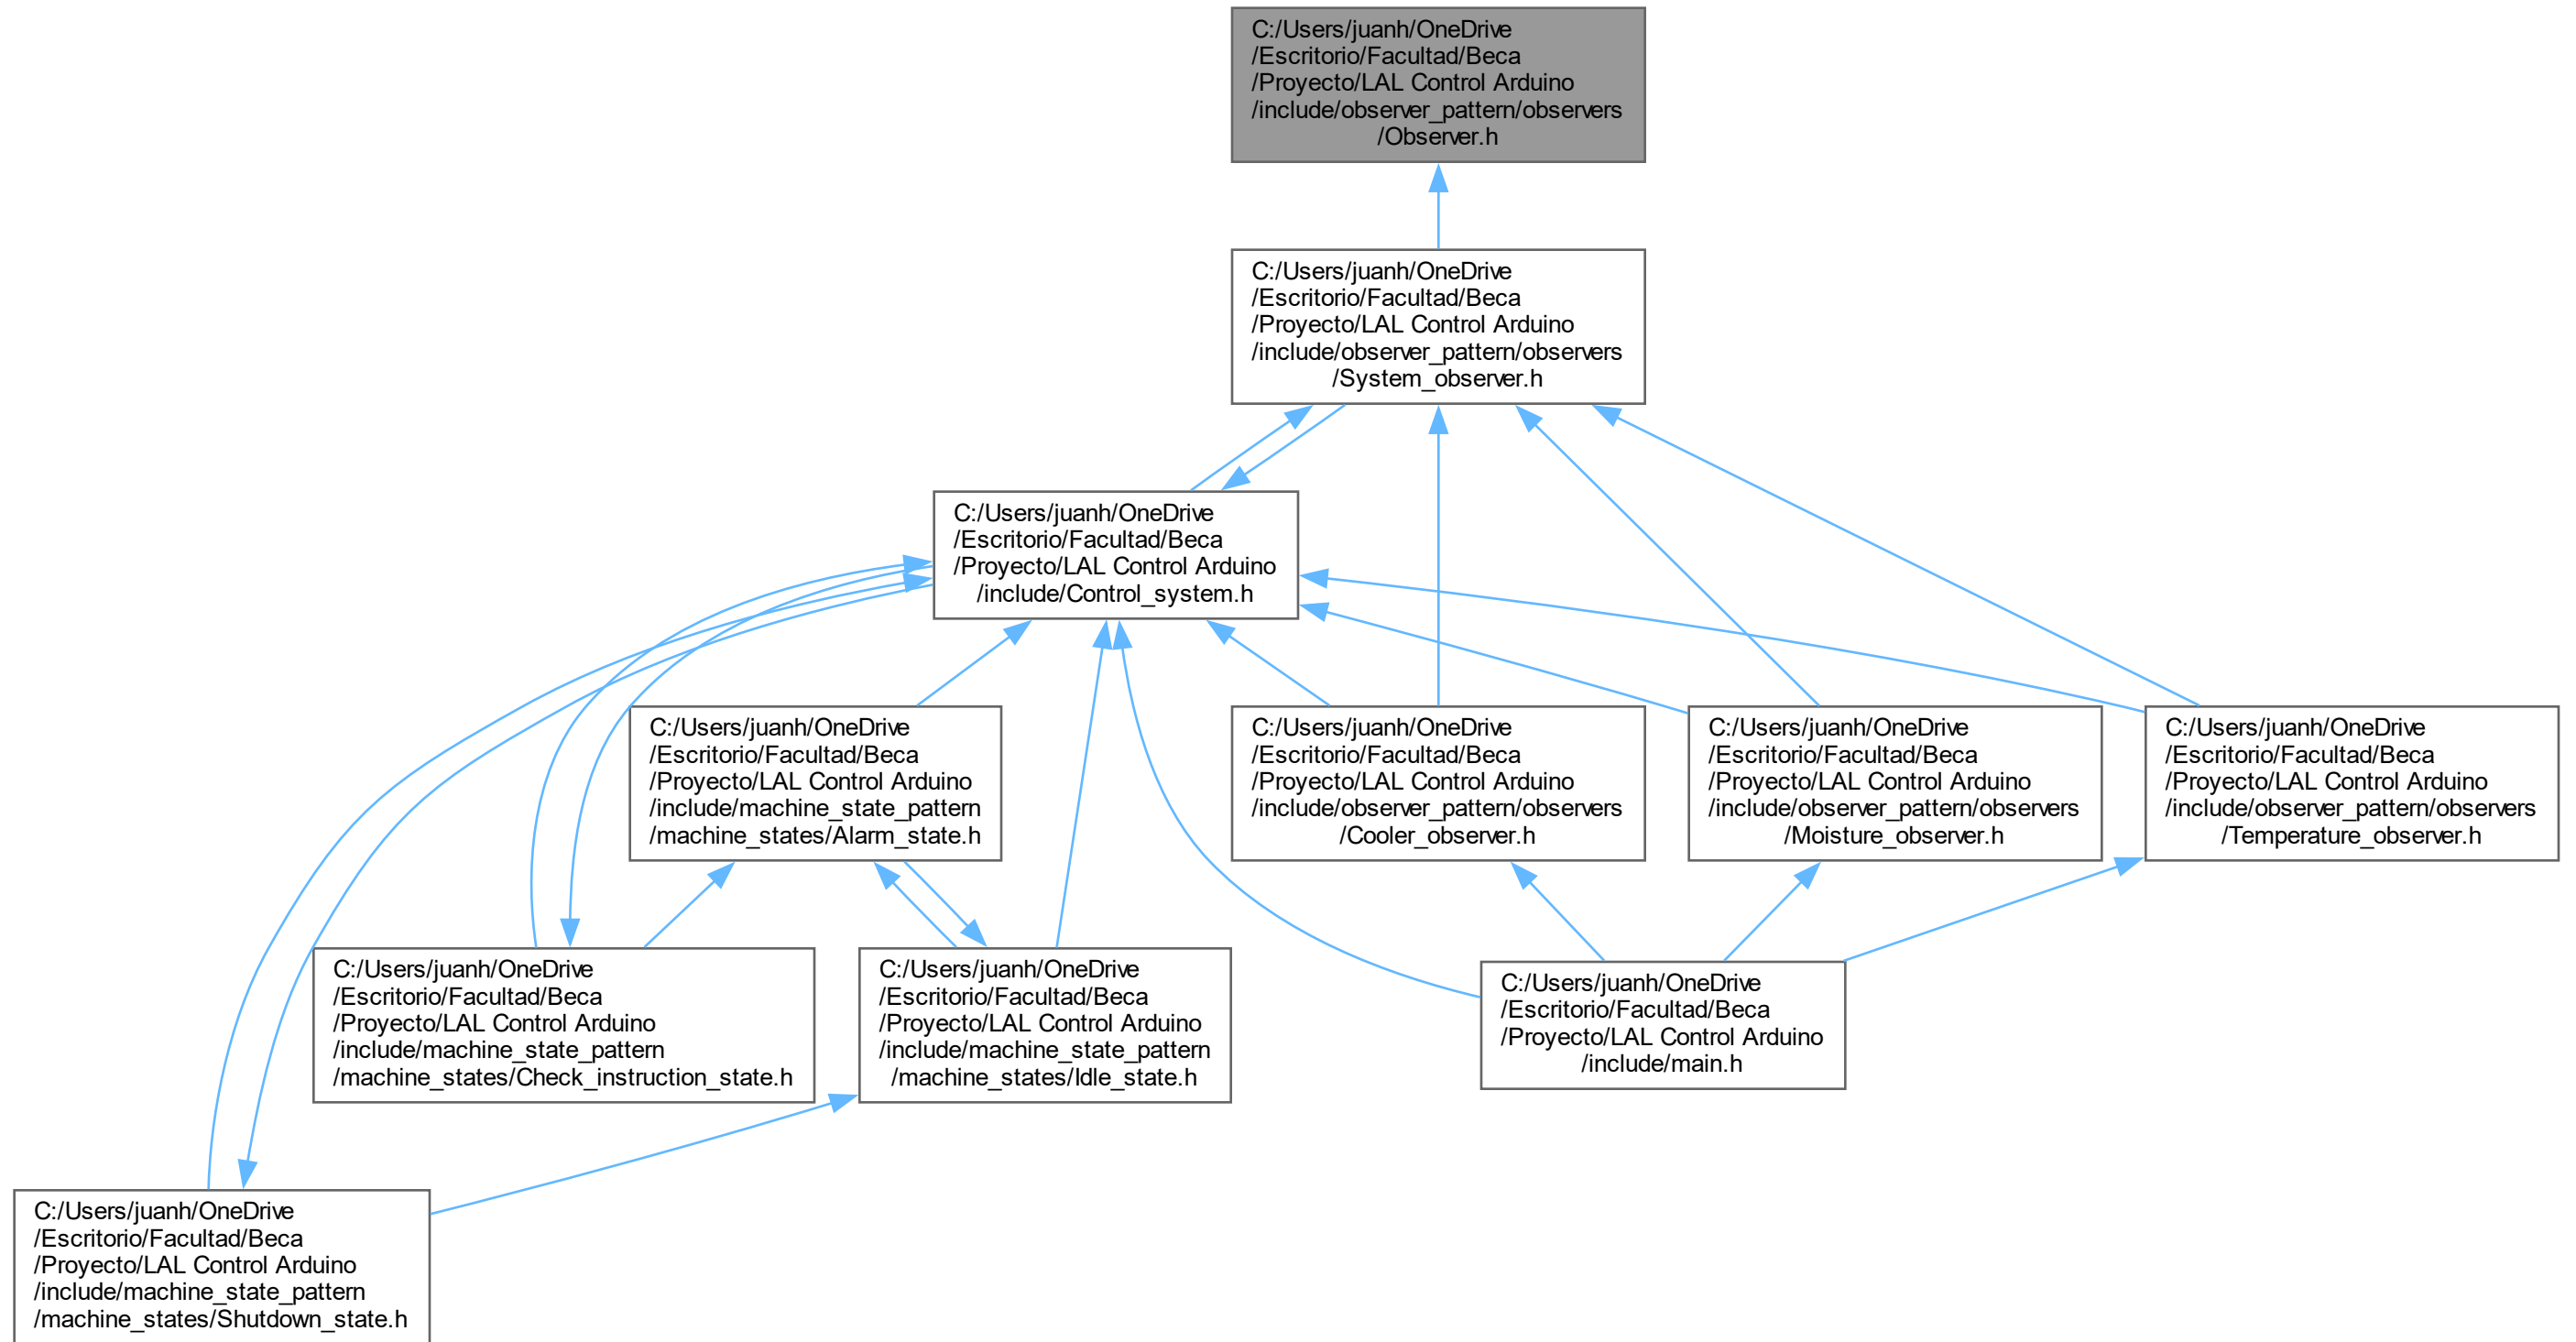 C:/Users/juanh/OneDrive
/Escritorio/Facultad/Beca
/Proyecto/LAL Control Arduino
/include/observer_pattern/observers
/Observer.h
C:/Users/juanh/OneDrive
/Escritorio/Facultad/Beca
/Proyecto/LAL Control Arduino
/include/observer_pattern/observers
/System_observer.h
C:/Users/juanh/OneDrive
/Escritorio/Facultad/Beca
/Proyecto/LAL Control Arduino
/include/Control_system.h
C:/Users/juanh/OneDrive
/Escritorio/Facultad/Beca
/Proyecto/LAL Control Arduino
/include/machine_state_pattern
/machine_states/Alarm_state.h
C:/Users/juanh/OneDrive
/Escritorio/Facultad/Beca
/Proyecto/LAL Control Arduino
/include/observer_pattern/observers
/Cooler_observer.h
C:/Users/juanh/OneDrive
/Escritorio/Facultad/Beca
/Proyecto/LAL Control Arduino
/include/observer_pattern/observers
/Moisture_observer.h
C:/Users/juanh/OneDrive
/Escritorio/Facultad/Beca
/Proyecto/LAL Control Arduino
/include/observer_pattern/observers
/Temperature_observer.h
C:/Users/juanh/OneDrive
/Escritorio/Facultad/Beca
/Proyecto/LAL Control Arduino
/include/machine_state_pattern
/machine_states/Check_instruction_state.h
C:/Users/juanh/OneDrive
/Escritorio/Facultad/Beca
/Proyecto/LAL Control Arduino
/include/machine_state_pattern
/machine_states/Idle_state.h
C:/Users/juanh/OneDrive
/Escritorio/Facultad/Beca
/Proyecto/LAL Control Arduino
/include/main.h
C:/Users/juanh/OneDrive
/Escritorio/Facultad/Beca
/Proyecto/LAL Control Arduino
/include/machine_state_pattern
/machine_states/Shutdown_state.h